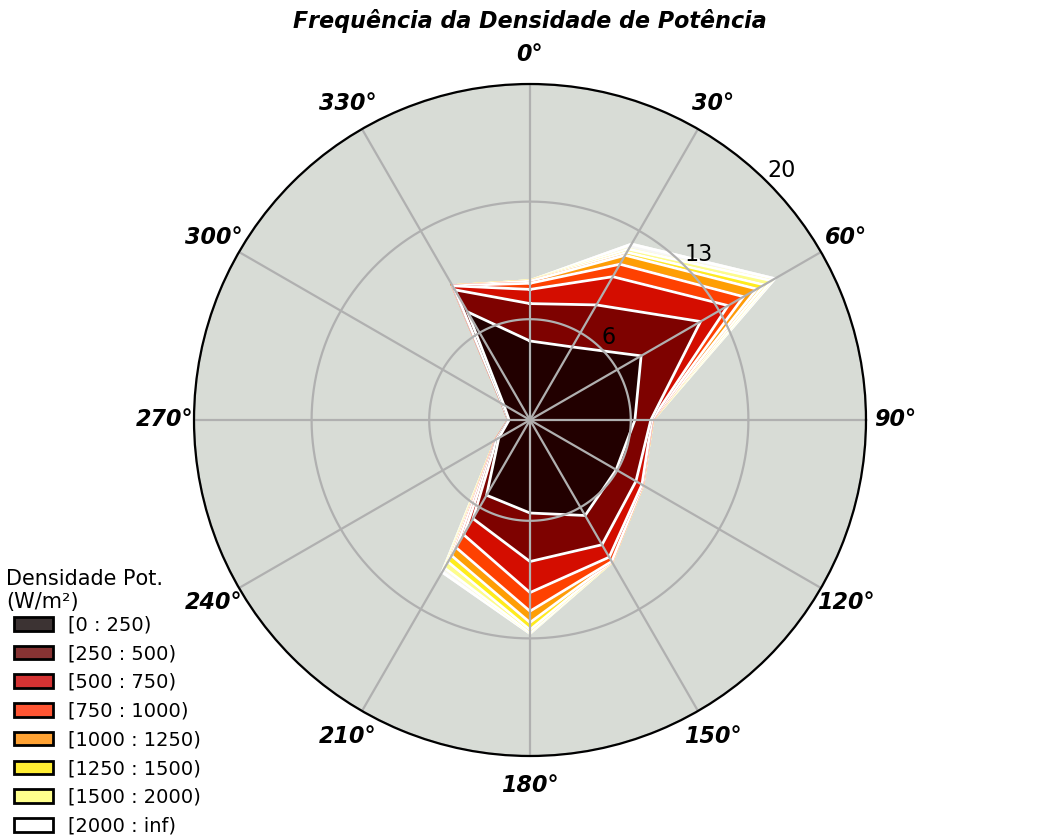 Frequência da Densidade de Potência
0°
330°
30°
20
300°
60°
13
6
270°
90°
240°
120°
210°
150°
180°
Densidade Pot.
(W/m²)
[0 : 250)
[250 : 500)
[500 : 750)
[750 : 1000)
[1000 : 1250)
[1250 : 1500)
[1500 : 2000)
[2000 : inf)